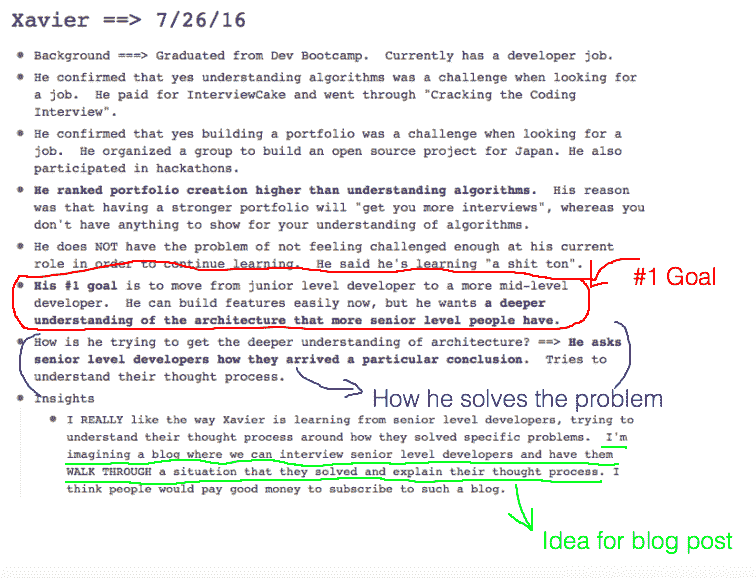 Xavier ==> 7/26/16
Background ===> Graduated from Dev Bootcamp.  Currently has a developer job.
He confirmed that yes understanding algorithms was a challenge when looking for
a job.  He paid for InterviewCake and went through "Cracking the Coding
Interview".
He confirmed that yes building a portfolio was a challenge when looking for a
job.  He organized a group to build an open source project for Japan. He also
participated in hackathons.
He ranked portfolio creation higher than understanding algorithms.  His reason
was that having a stronger portfolio will "get you more interviews", whereas you
don't have anything to show for your understanding of algorithms.
He does NOT have the problem of not feeling challenged enough at his current
role in order to continue learning.  He said he's learning "a shit ton".
His #1 goal is to move from junior level developer to a more mid-level
developer.  He can build features easily now, but he wants a deeper
understanding of the architecture that more senior level people have.
#1 Goal
How is he trying to get the deeper understanding of architecture? ==> He asks
senior level developers how they arrived a particular conclusion.  Tries to
understand their thought process.
How he solves the problem
Insights
I REALLY like the way Xavier is learning from senior level developers, trying to
understand their thought process around how they solved specific problems.  I'm
imagining a blog where we can interview senior level developers and have them
WALK THROUGH a situation that they solved and explain their thought process. I
think people would pay good money to subscribe to such a blog.
Idea for blog post